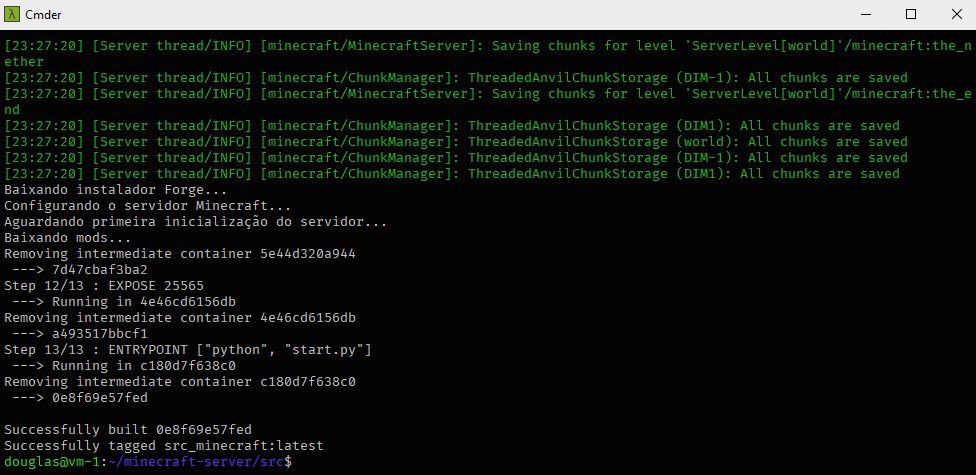 λ Cmder
[23:27:20] [Server thread/INFO] [minecraft/MinecraftServer]: Saving chunks for level 'ServerLevel[world]'/minecraft:the_n
ether
[23:27:20] [Server thread/INFO] [minecraft/ChunkManager]: ThreadedAnvilChunkStorage (DIM-1): All chunks are saved
[23:27:20] [Server thread/INFO] [minecraft/MinecraftServer]: Saving chunks for level 'ServerLevel[world]'/minecraft:the_e
nd
[23:27:20] [Server thread/INFO] [minecraft/ChunkManager]: ThreadedAnvilChunkStorage (DIM1): All chunks are saved
[23:27:20] [Server thread/INFO] [minecraft/ChunkManager]: ThreadedAnvilChunkStorage (world): All chunks are saved
[23:27:20] [Server thread/INFO] [minecraft/ChunkManager]: ThreadedAnvilChunkStorage (DIM-1): All chunks are saved
[23:27:20] [Server thread/INFO] [minecraft/ChunkManager]: ThreadedAnvilChunkStorage (DIM1): All chunks are saved
Baixando instalador Forge...
Configurando o servidor Minecraft...
Aguardando primeira inicialização do servidor...
Baixando mods...
Removing intermediate container 5e44d320a944
 ---> 7d47cbaf3ba2
Step 12/13 : EXPOSE 25565
 ---> Running in 4e46cd6156db
Removing intermediate container 4e46cd6156db
 ---> a493517bbcf1
Step 13/13 : ENTRYPOINT ["python", "start.py"]
 ---> Running in c180d7f638c0
Removing intermediate container c180d7f638c0
 ---> 0e8f69e57fed
Successfully built 0e8f69e57fed
Successfully tagged src_minecraft:latest
douglas@vm-1:~/minecraft-server/src$